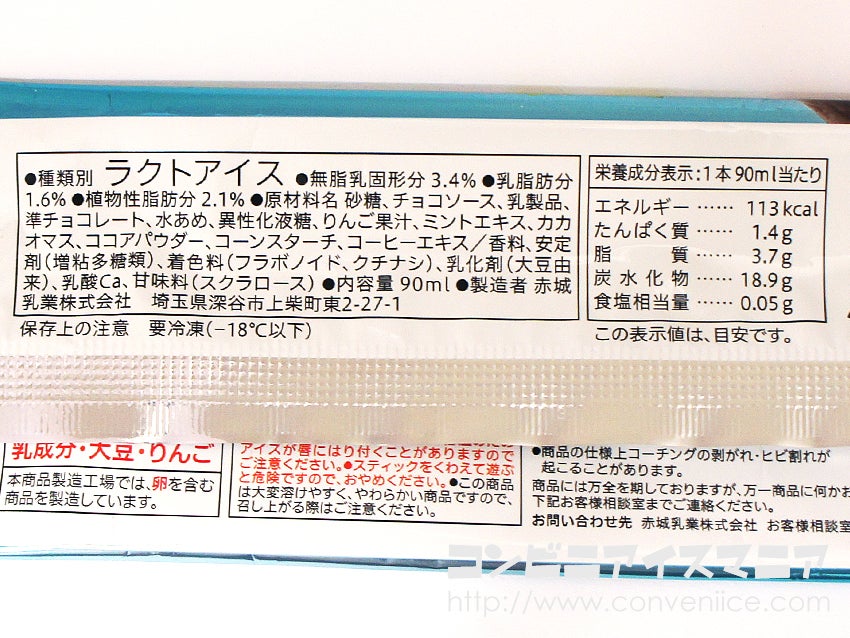 ●種類別 ラクトアイス ●無脂乳固形分 3.4% ●乳脂肪分
1.6% ●植物性脂肪分 2.1% ●原材料名 砂糖、チョコソース、乳製品、
準チョコレート、水あめ、異性化液糖、りんご果汁、ミントエキス、カカ
オマス、ココアパウダー、コーンスターチ、コーヒーエキス／香料、安定
剤(増粘多糖類)、着色料(フラボノイド、クチナシ)、乳化剤(大豆由
来)、乳酸Ca、甘味料(スクラロース) ●内容量 90ml ●製造者 赤城
乳業株式会社 埼玉県深谷市上柴町東2-27-1
保存上の注意 要冷凍(−18℃以下)
栄養成分表示:1本90ml当たり
エネルギー …… 113kcal
たんぱく質 …… 1.4g
脂質 …… 3.7g
炭水化物 …… 18.9g
食塩相当量 …… 0.05g
この表示値は、目安です。
乳成分・大豆・りんご
本商品製造工場では、卵を含む
商品を製造しています。
アイスが唇にはり付くことがありますので
ご注意ください。●スティックをくわえて遊ぶ
と危険ですので、おやめください。●この商品
は大変溶けやすく、やわらかい商品ですので、
召し上がる際はご注意ください。
●商品の仕様上コーチングの剥がれ・ヒビ割れが
起こることがあります。
商品には万全を期しておりますが、万一商品に何かお
下記お客様相談室までご連絡ください。
お問い合わせ先 赤城乳業株式会社 お客様相談室
コンビニアイスマニア
http://www.conveniice.com/